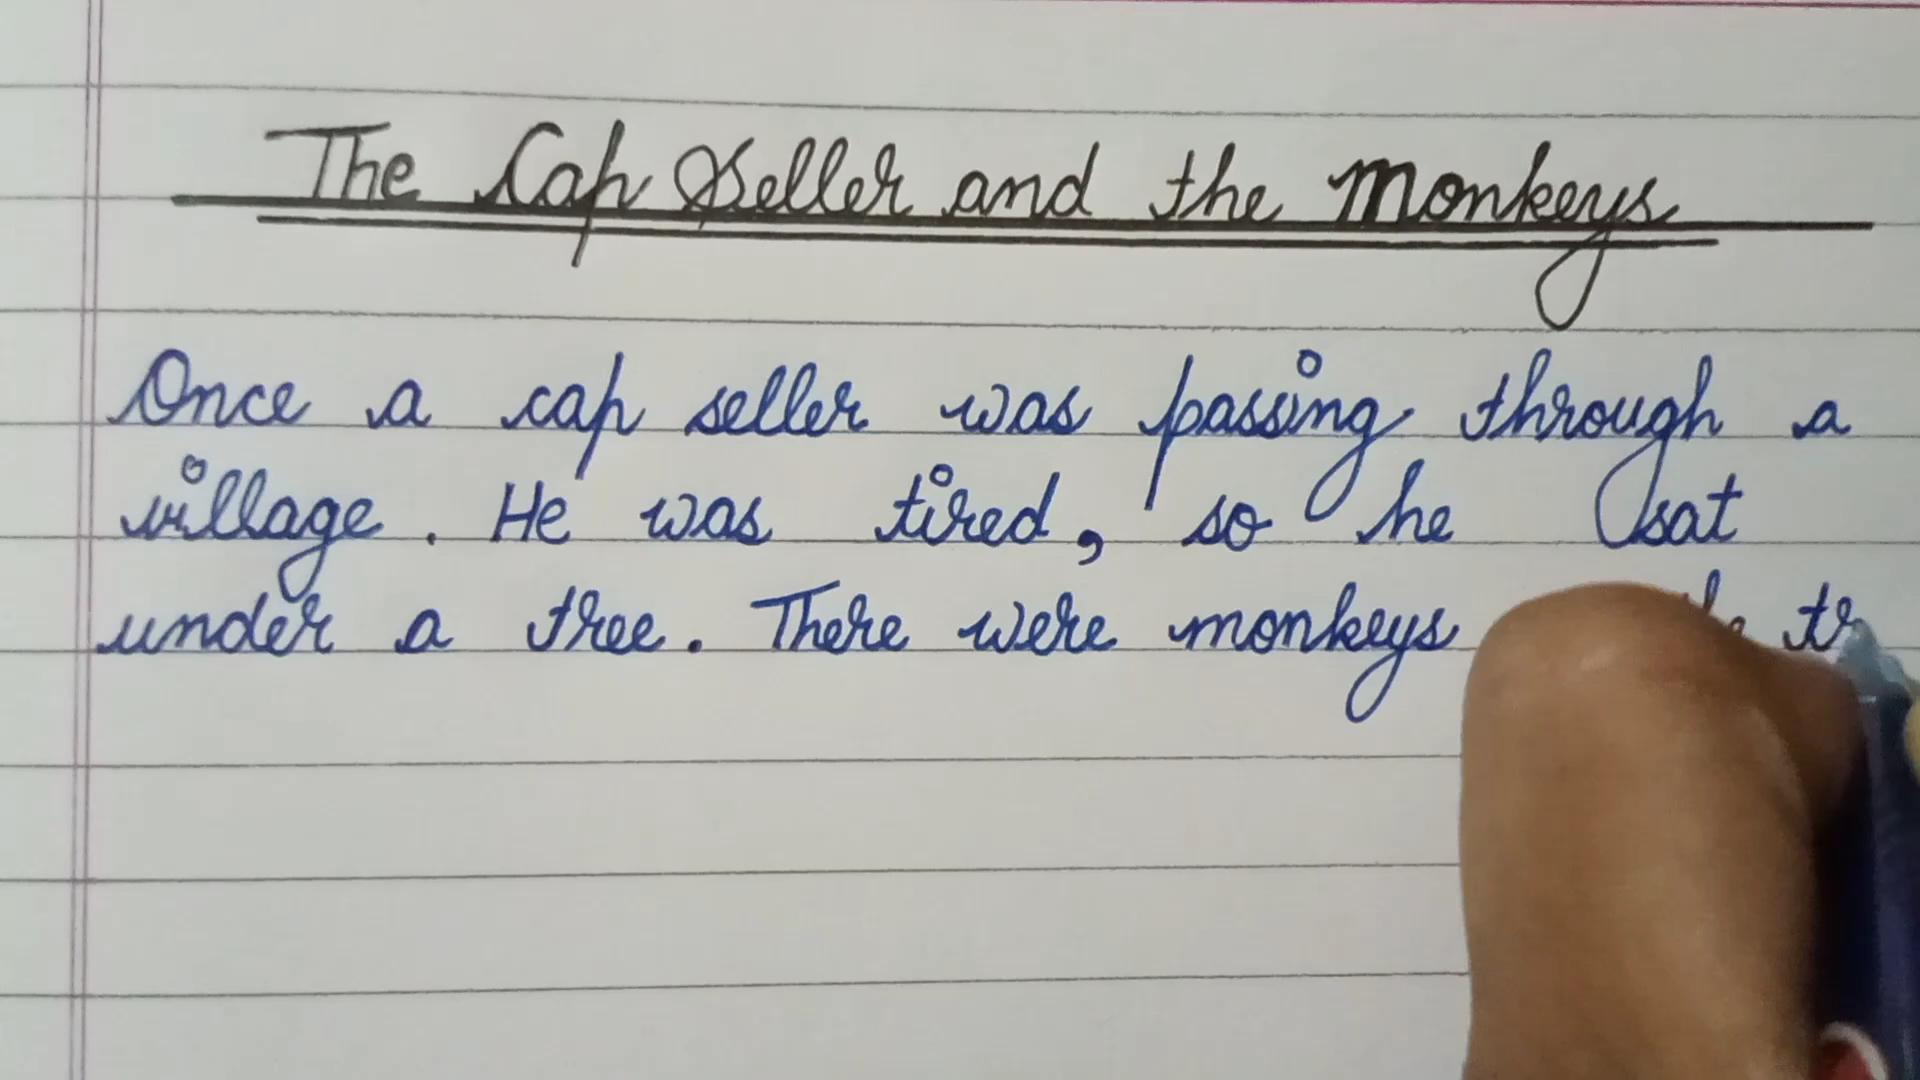 The Cap Seller and the Monkeys
Once a cap seller was passing through a
village. He was tired, so he sat
under a tree. There were monkeys tr